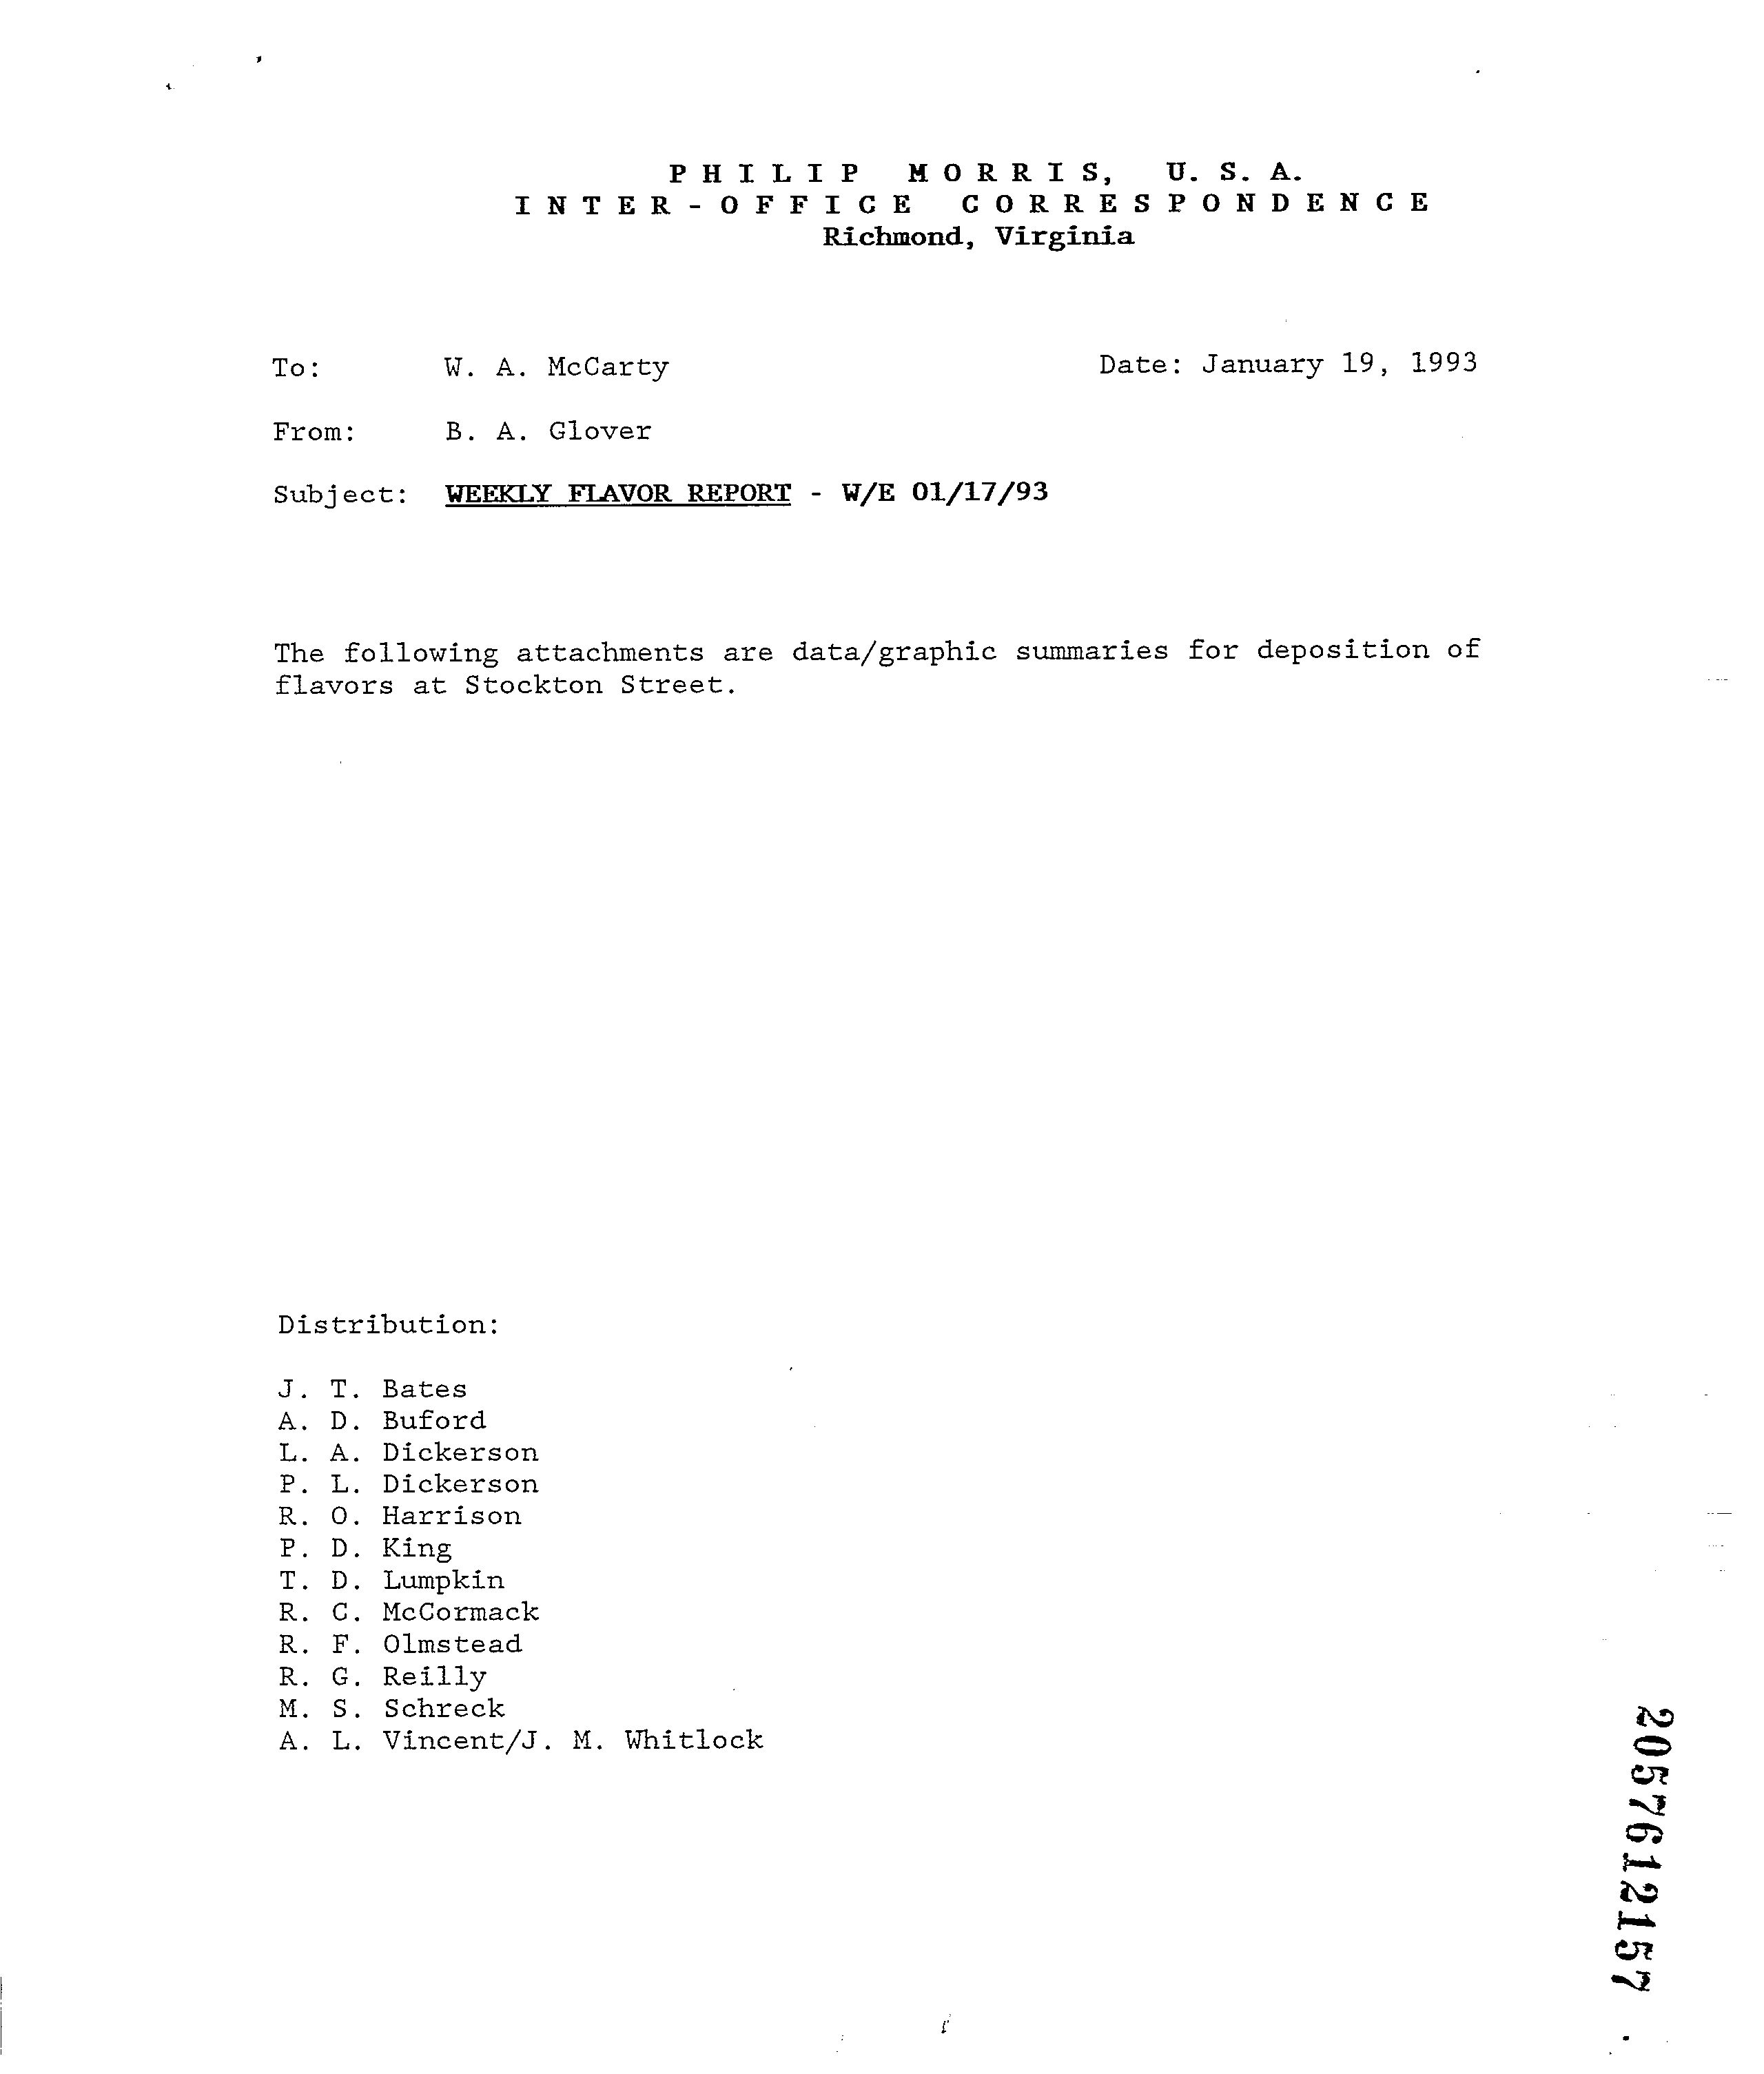 PHILIP MORRIS, U.S.A.
INTER-OFFICE CORRESPONDENCE
Richmond, Virginia
To: W. A. McCarty Date: January 19, 1993
From: B. A. Glover
Subject: WEEKLY FLAVOR REPORT - W/E 01/17/93
The following attachments are data/graphic summaries for deposition of
flavors at Stockton Street.
Distribution:
J. T. Bates
A. D. Buford
L. A. Dickerson
P. L. Dickerson
R. O. Harrison
P. D. King
T. D. Lumpkin
R. C. McCormack
R. F. Olmstead
R. G. Reilly
M. S. Schreck
A. L. Vincent/J. M. Whitlock
2057612157